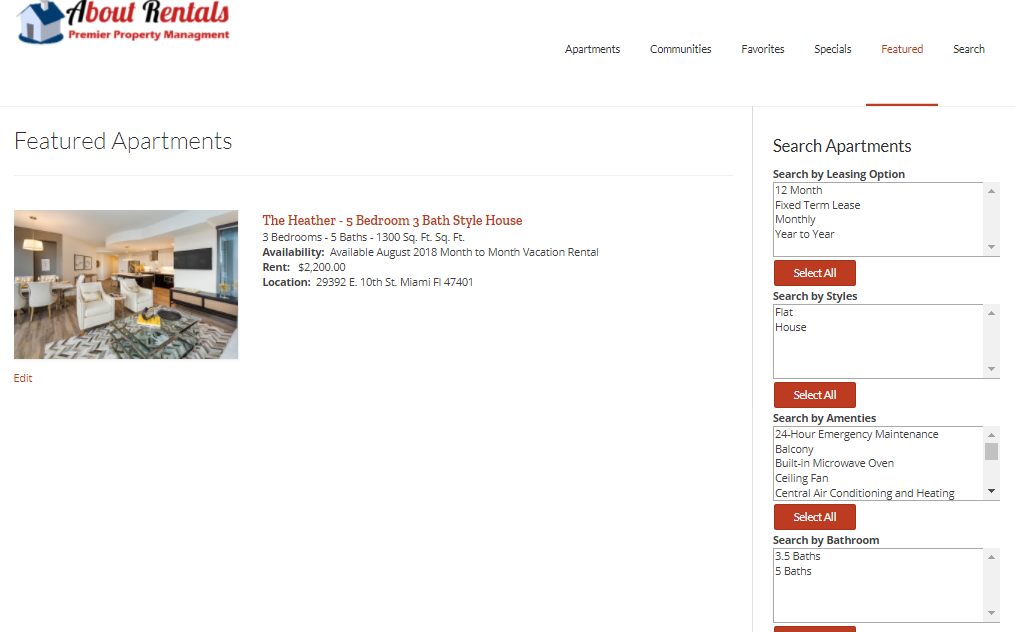 About Rentals
Premier Property Managment
Apartments Communities Favorites Specials Featured Search
Featured Apartments
The Heather - 5 Bedroom 3 Bath Style House
3 Bedrooms - 5 Baths - 1300 Sq. Ft. Sq. Ft.
Availability: Available August 2018 Month to Month Vacation Rental
Rent: $2,200.00
Location: 29392 E. 10th St. Miami Fl 47401
Edit
Search Apartments
Search by Leasing Option
12 Month
Fixed Term Lease
Monthly
Year to Year
Select All
Search by Styles
Flat
House
Select All
Search by Amenties
24-Hour Emergency Maintenance
Balcony
Built-in Microwave Oven
Ceiling Fan
Central Air Conditioning and Heating
Select All
Search by Bathroom
3.5 Baths
5 Baths